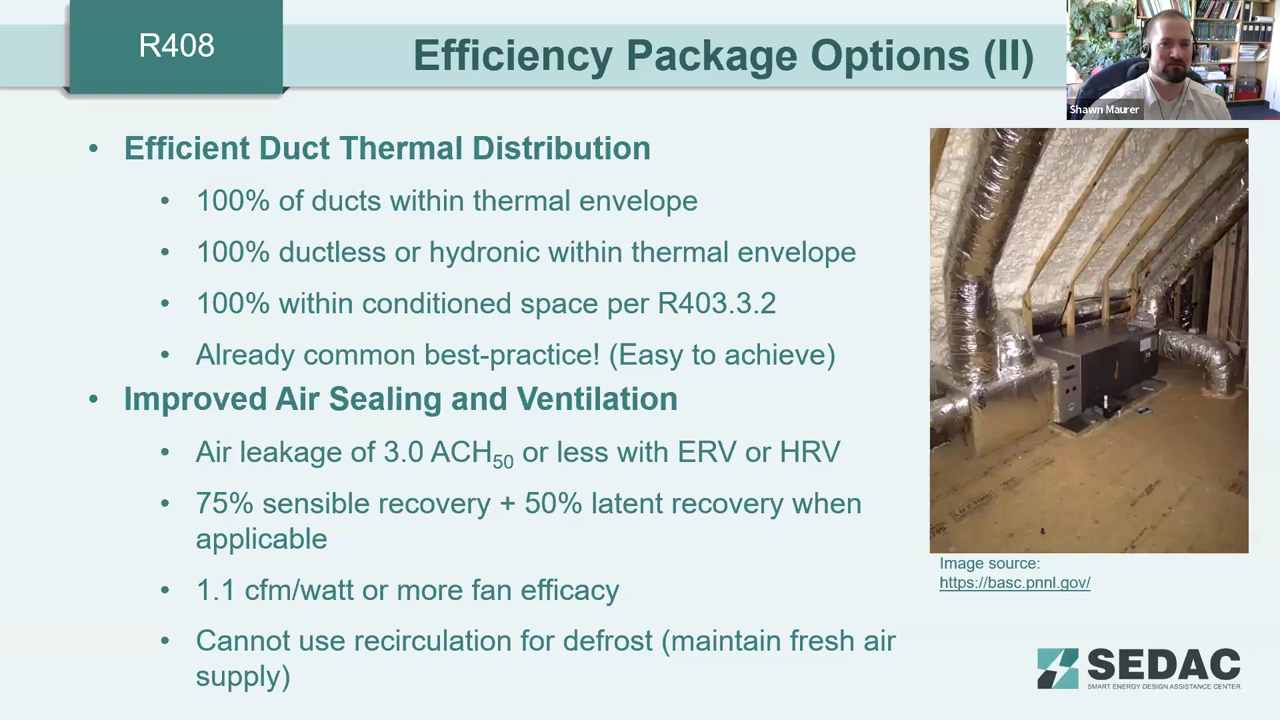 R408
Efficiency Package Options (II)
Shawn Maurer
• Efficient Duct Thermal Distribution
• 100% of ducts within thermal envelope
• 100% ductless or hydronic within thermal envelope
• 100% within conditioned space per R403.3.2
• Already common best-practice! (Easy to achieve)
• Improved Air Sealing and Ventilation
• Air leakage of 3.0 ACH50 or less with ERV or HRV
• 75% sensible recovery + 50% latent recovery when
applicable
• 1.1 cfm/watt or more fan efficacy
• Cannot use recirculation for defrost (maintain fresh air
supply)
Image source:
https://basc.pnnl.gov/
SEDAC
SMART ENERGY DESIGN ASSISTANCE CENTER